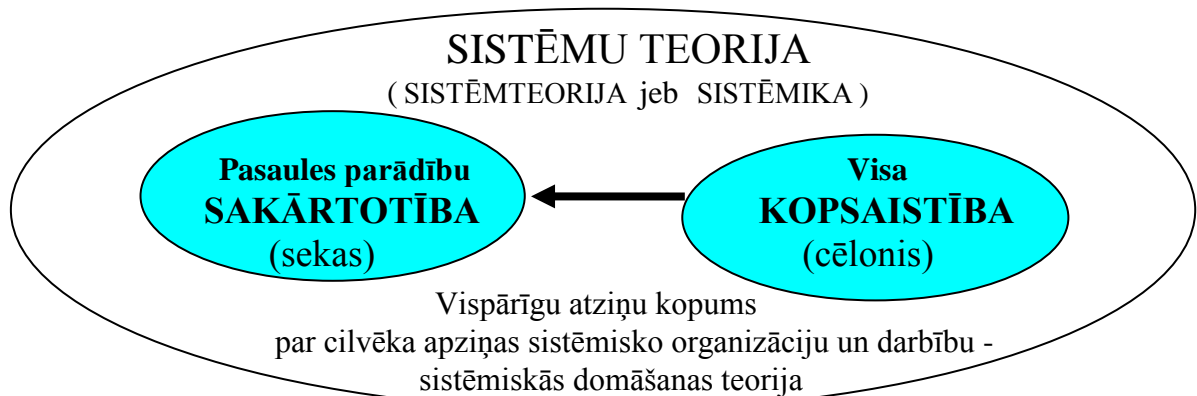 SISTĒMU TEORIJA
( SISTĒMTEORIJA jeb SISTĒMIKA )
Pasaules parādību
SAKĀRTOTĪBA
(sekas)
Visa
KOPSAISTĪBA
(cēlonis)
Vispārīgu atziņu kopums
par cilvēka apziņas sistēmisko organizāciju un darbību -
sistēmiskās domāšanas teorija